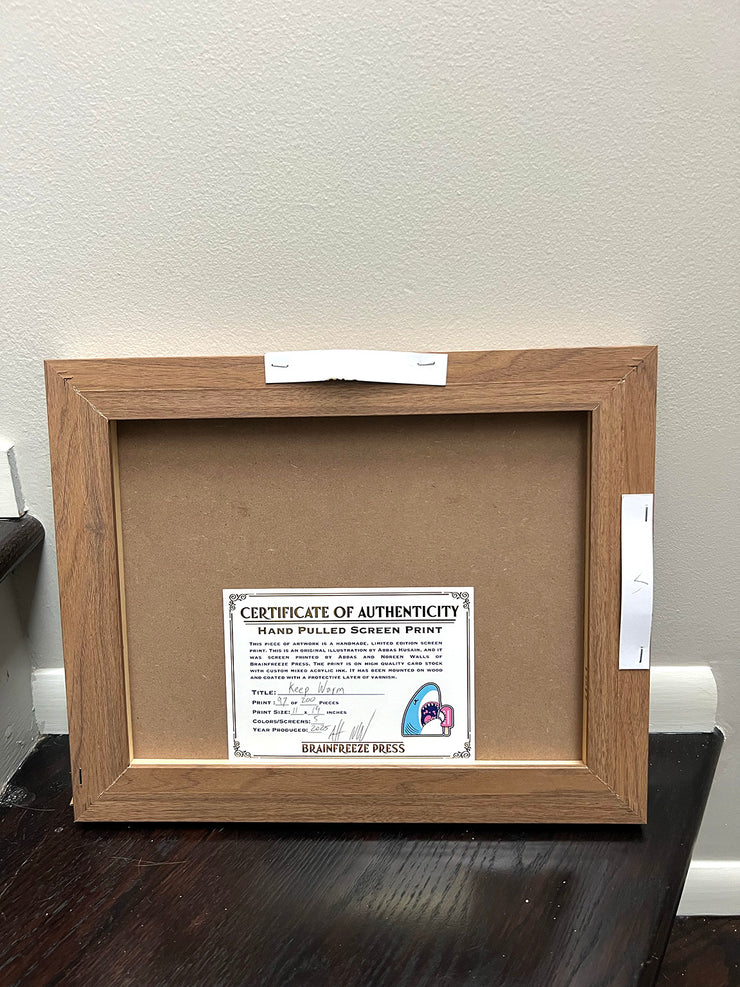 CERTIFICATE OF AUTHENTICITY
HAND PULLED SCREEN PRINT
THIS PIECE OF ARTWORK IS A HANDMADE, LIMITED EDITION SCREEN
PRINT. THIS IS AN ORIGINAL ILLUSTRATION BY ABBAS HUSAIN, AND IT
WAS SCREEN PRINTED BY ABBAS AND NOREEN WALLS OF
BRAINFREEZE PRESS. THE PRINT IS ON HIGH QUALITY CARD STOCK
WITH CUSTOM MIXED ACRYLIC INK. IT HAS BEEN MOUNTED ON WOOD
AND COATED WITH A PROTECTIVE LAYER OF VARNISH.
TITLE: Keep Warm
PRINT: 97 OF 200 PIECES
PRINT SIZE: 11 x 14 INCHES
COLORS/SCREENS: 5
YEAR PRODUCED: 2025
BRAINFREEZE PRESS